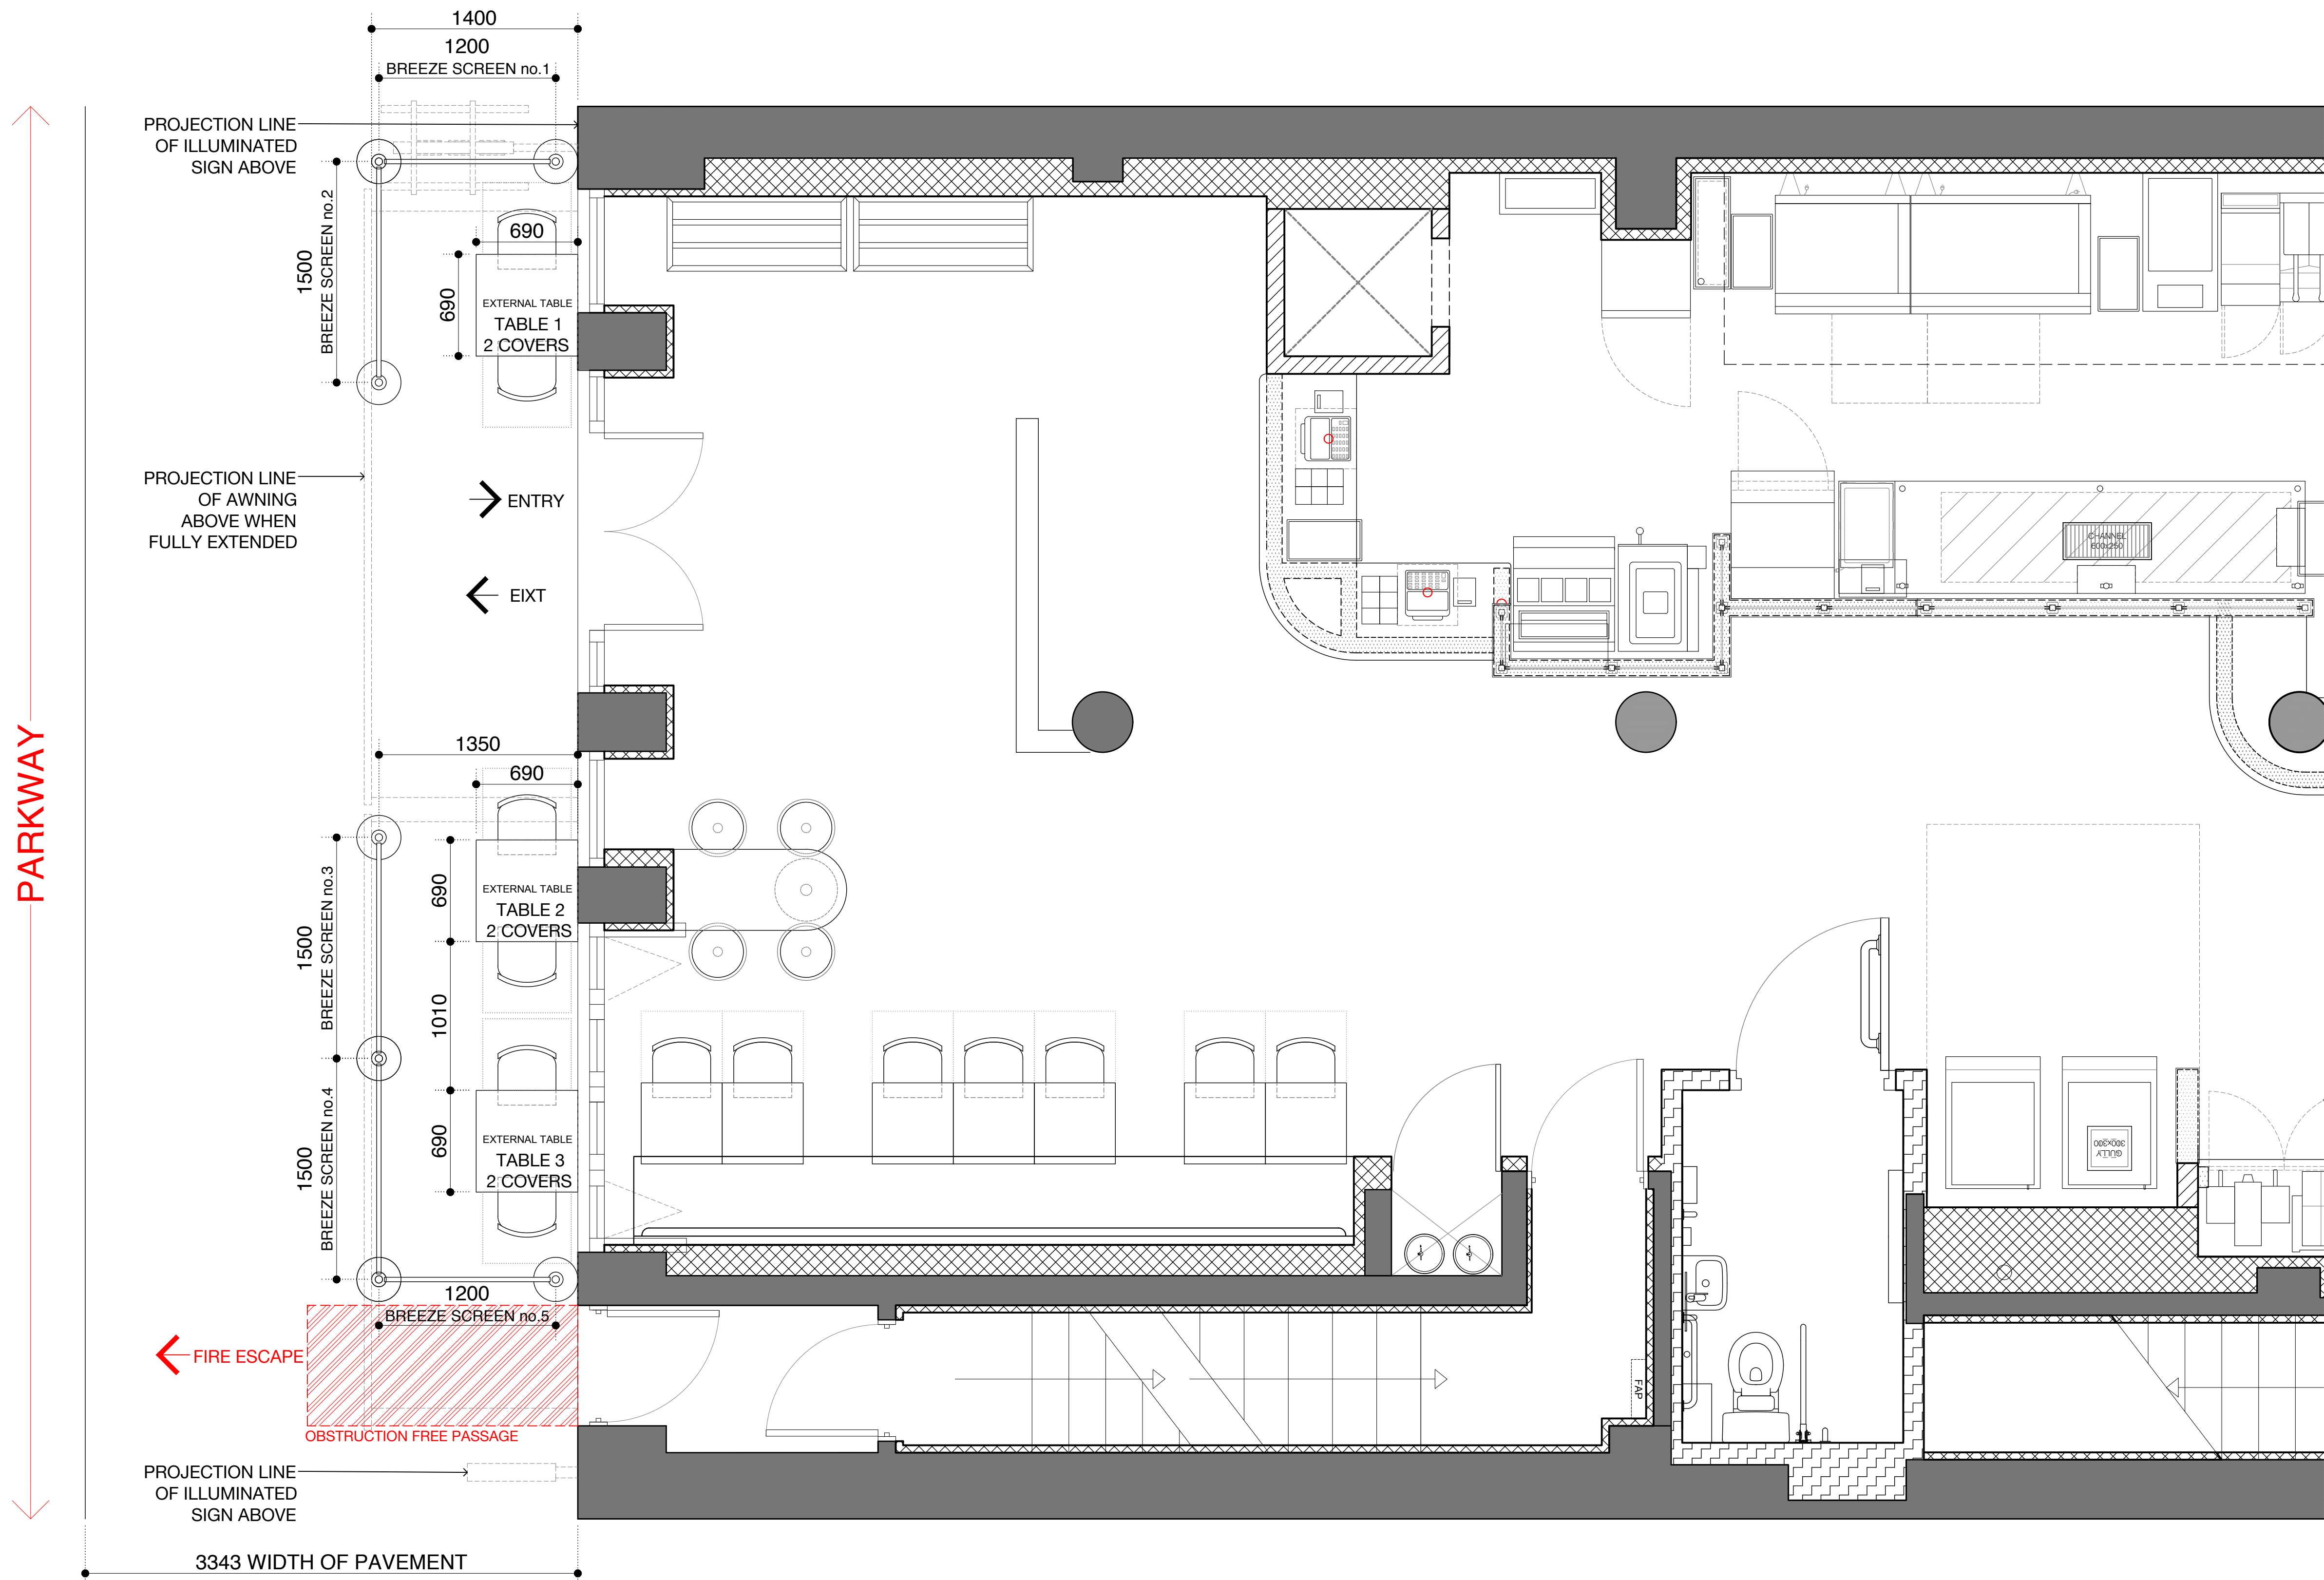 1400
1200
BREEZE SCREEN no.1
PROJECTION LINE
OF ILLUMINATED
SIGN ABOVE
1500
BREEZE SCREEN no.2
690
690
EXTERNAL TABLE
TABLE 1
2 COVERS
PROJECTION LINE
OF AWNING
ABOVE WHEN
FULLY EXTENDED
ENTRY
EIXT
CHANNEL
600x250
PARKWAY
1350
690
1500
BREEZE SCREEN no.3
690
EXTERNAL TABLE
TABLE 2
2 COVERS
1010
1500
BREEZE SCREEN no.4
690
EXTERNAL TABLE
TABLE 3
2 COVERS
GULLY
300x300
1200
BREEZE SCREEN no.5
FIRE ESCAPE
OBSTRUCTION FREE PASSAGE
FAP
PROJECTION LINE
OF ILLUMINATED
SIGN ABOVE
3343 WIDTH OF PAVEMENT